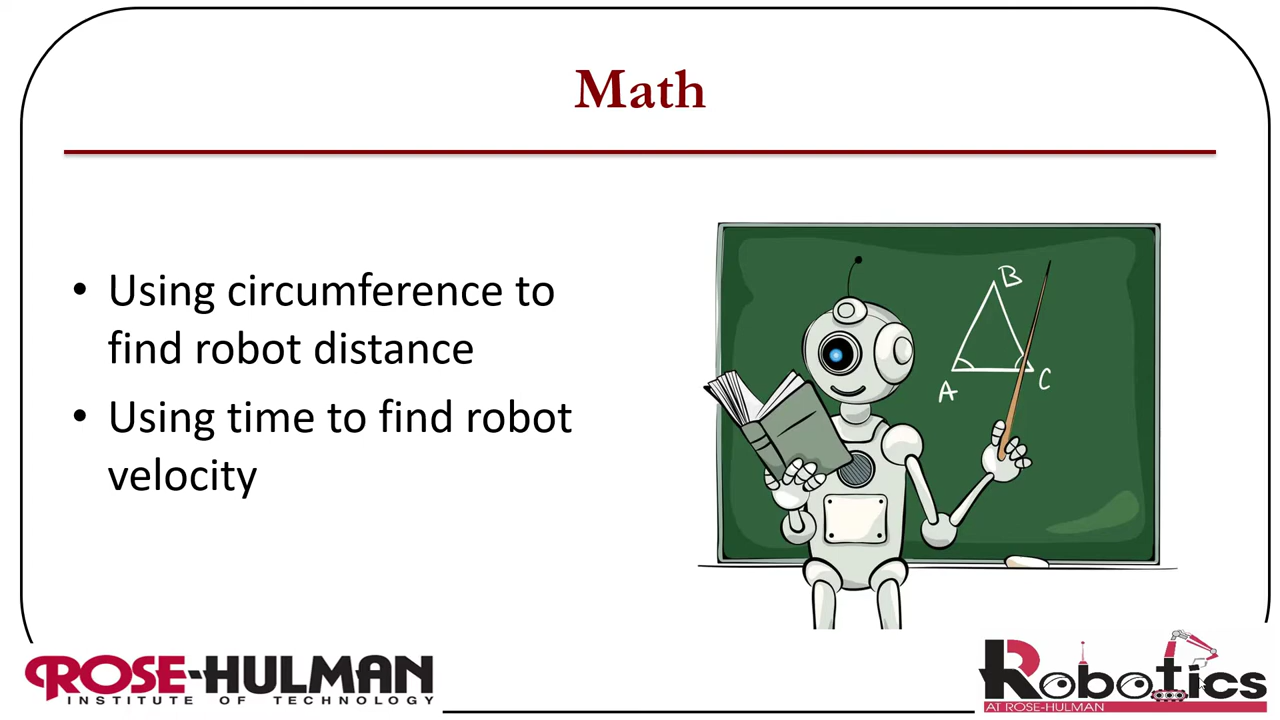 Math
• Using circumference to
find robot distance
• Using time to find robot
velocity
B
A
C
ROSE-HULMAN
INSTITUTE OF TECHNOLOGY
Robotics
AT ROSE-HULMAN